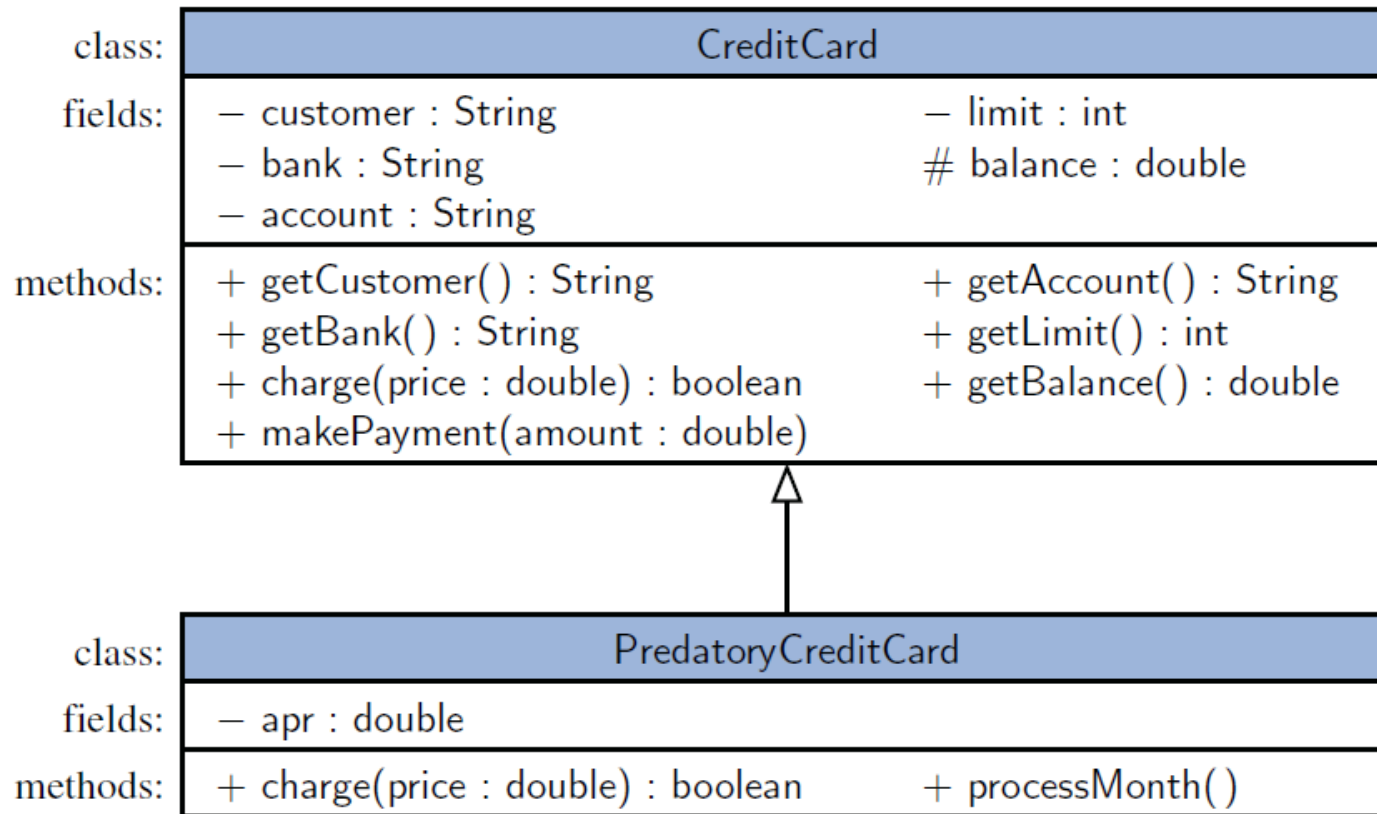 class: CreditCard
fields: − customer : String − limit : int
− bank : String # balance : double
− account : String
methods: + getCustomer( ) : String + getAccount( ) : String
+ getBank( ) : String + getLimit( ) : int
+ charge(price : double) : boolean + getBalance( ) : double
+ makePayment(amount : double)
class: PredatoryCreditCard
fields: − apr : double
methods: + charge(price : double) : boolean + processMonth( )